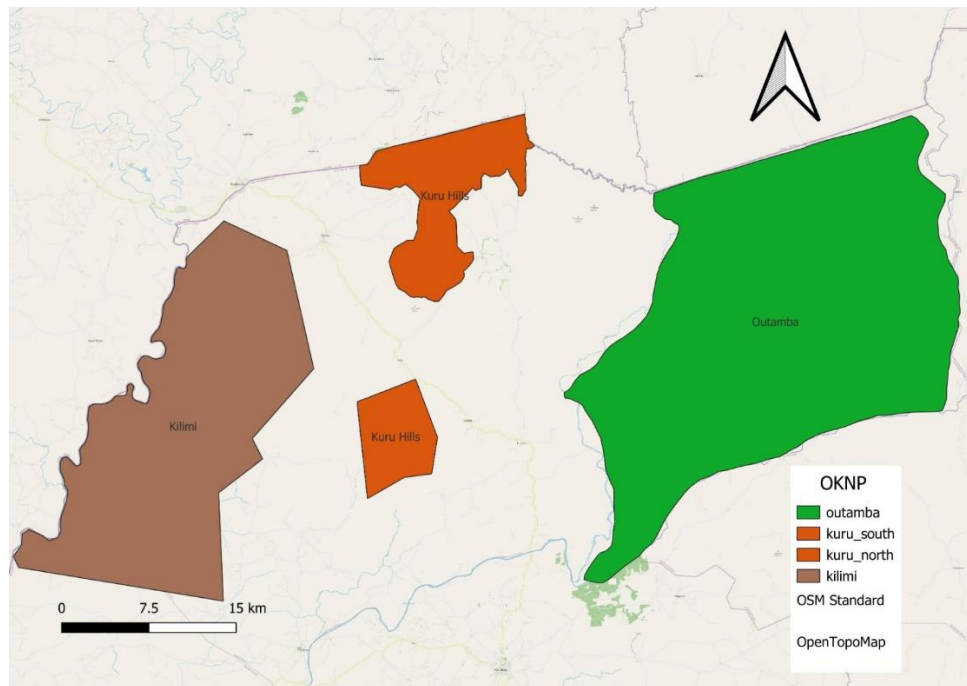 Kuru Hills
Outamba
Kilimi
Kuru Hills
OKNP
outamba
kuru_south
kuru_north
kilimi
OSM Standard
OpenTopoMap
0 7.5 15 km